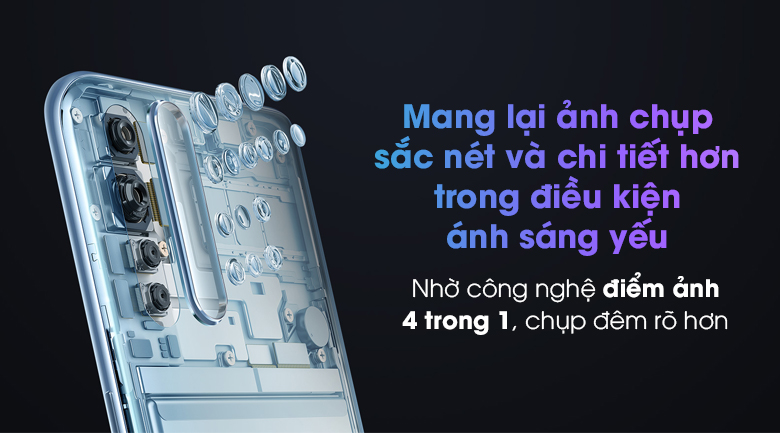 Mang lại ảnh chụp
sắc nét và chi tiết hơn
trong điều kiện
ánh sáng yếu
Nhờ công nghệ điểm ảnh
4 trong 1, chụp đêm rõ hơn